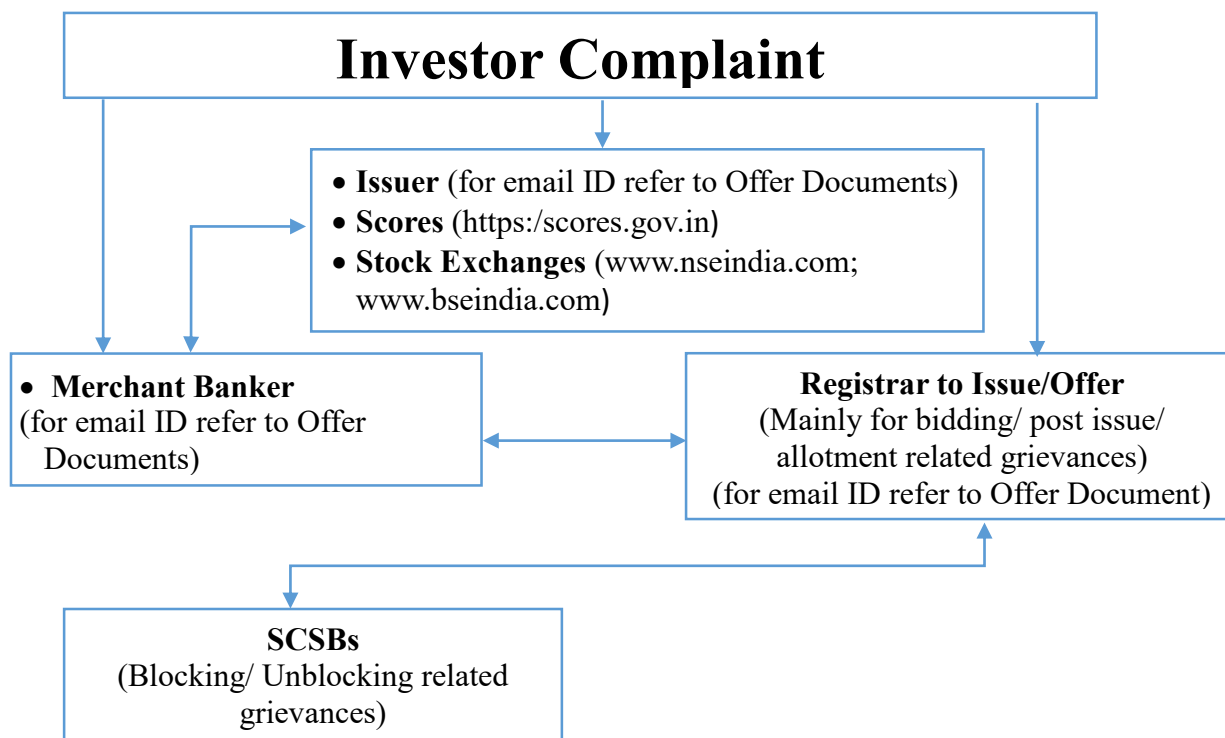 Investor Complaint
• Issuer (for email ID refer to Offer Documents)
• Scores (https:/scores.gov.in)
• Stock Exchanges (www.nseindia.com;
www.bseindia.com)
• Merchant Banker
(for email ID refer to Offer
Documents)
Registrar to Issue/Offer
(Mainly for bidding/ post issue/
allotment related grievances)
(for email ID refer to Offer Document)
SCSBs
(Blocking/ Unblocking related
grievances)